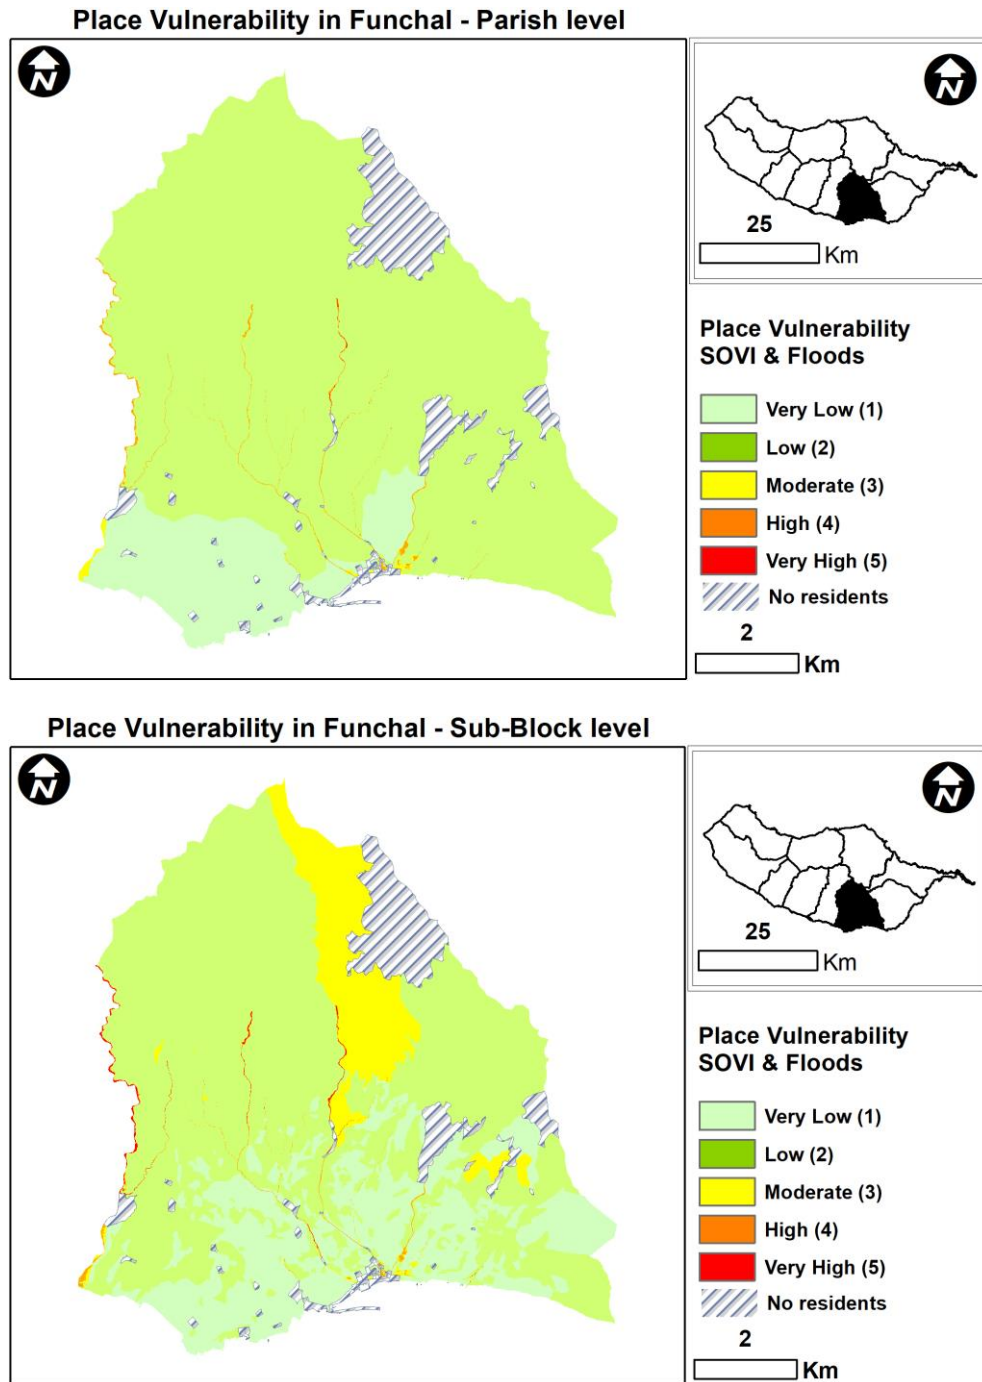 Place Vulnerability in Funchal - Parish level
N
N
25
Km
Place Vulnerability
SOVI & Floods
Very Low (1)
Low (2)
Moderate (3)
High (4)
Very High (5)
No residents
2
Km
Place Vulnerability in Funchal - Sub-Block level
N
N
25
Km
Place Vulnerability
SOVI & Floods
Very Low (1)
Low (2)
Moderate (3)
High (4)
Very High (5)
No residents
2
Km